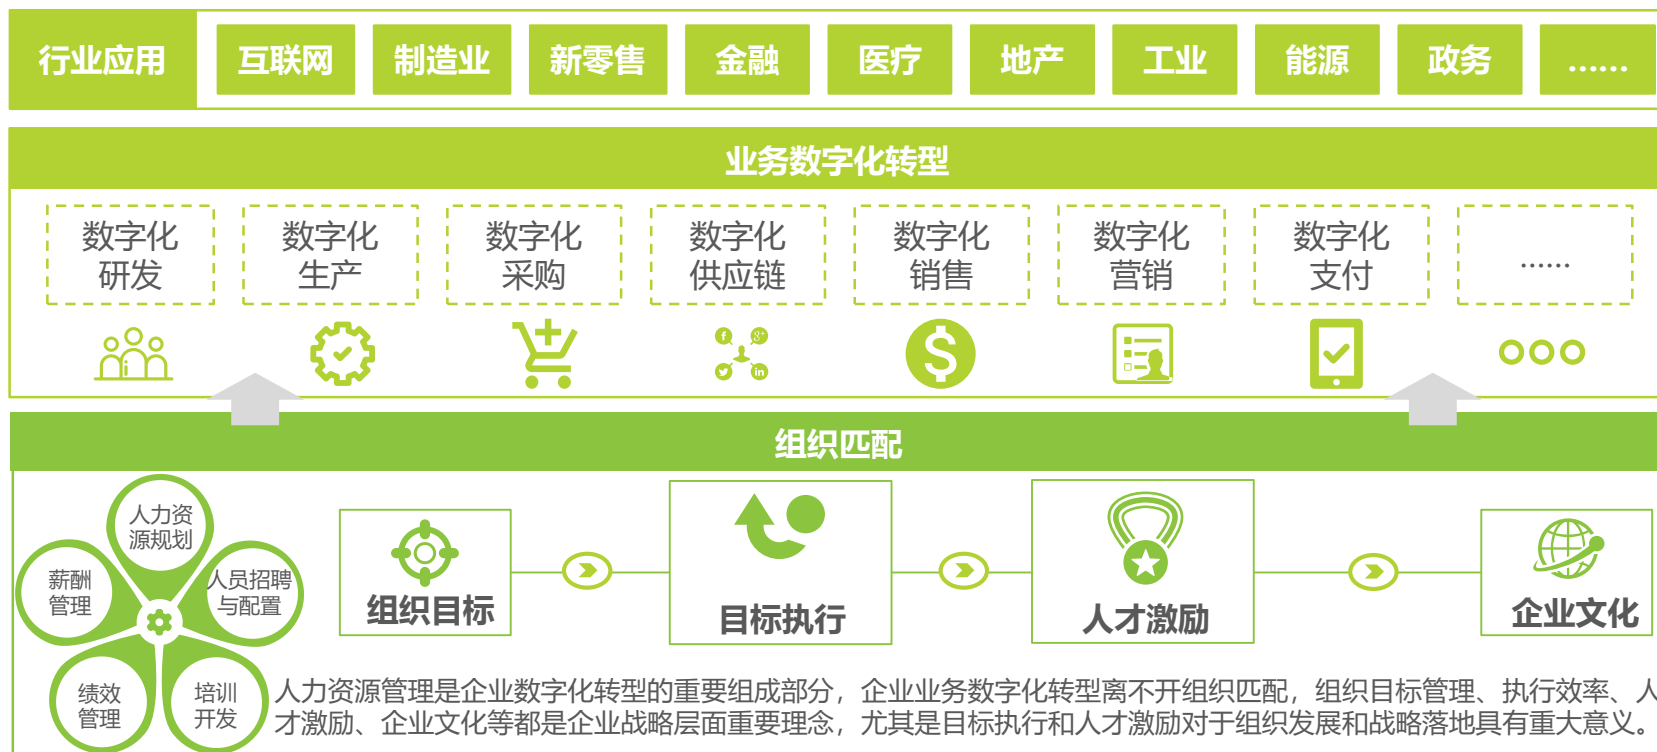 行业应用
互联网
制造业
新零售
金融
医疗
地产
工业
能源
政务
……
业务数字化转型
数字化
研发
数字化
生产
数字化
采购
数字化
供应链
数字化
销售
数字化
营销
数字化
支付
……
组织匹配
人力资
源规划
薪酬
管理
人员招聘
与配置
绩效
管理
培训
开发
组织目标
目标执行
人才激励
企业文化
人力资源管理是企业数字化转型的重要组成部分，企业业务数字化转型离不开组织匹配，组织目标管理、执行效率、人
才激励、企业文化等都是企业战略层面重要理念，尤其是目标执行和人才激励对于组织发展和战略落地具有重大意义。